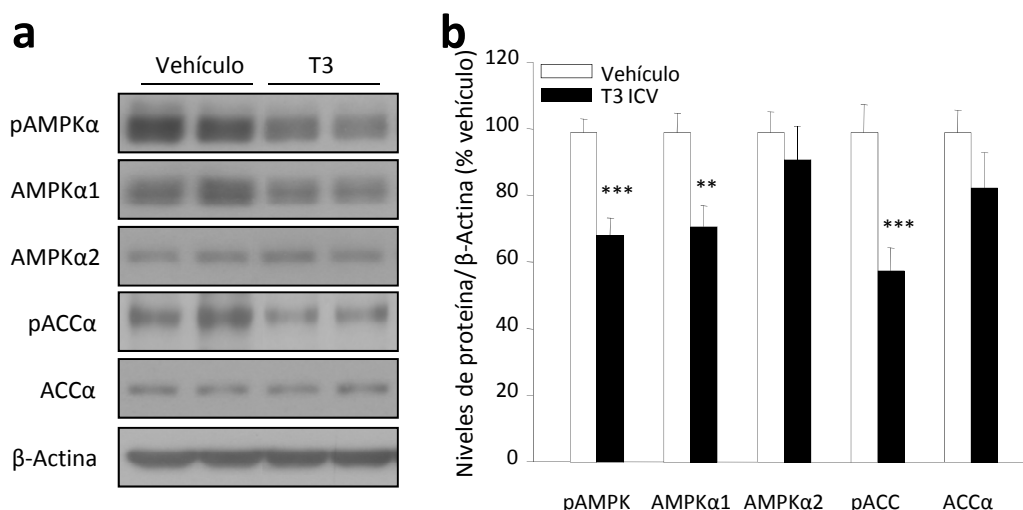 a
Vehículo T3
pAMPKα
AMPKα1
AMPKα2
pACCα
ACCα
β-Actina
b
Niveles de proteína/ β-Actina (% vehículo)
120
100
80
60
40
20
0
Vehículo
T3 ICV
***
**
***
pAMPK AMPKα1 AMPKα2 pACC ACCα